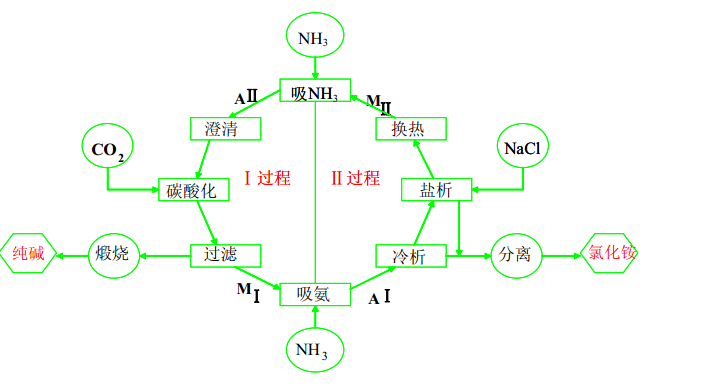 NH3
吸NH3
AⅡ
MⅡ
澄清
换热
CO2
NaCl
Ⅰ过程
Ⅱ过程
碳酸化
盐析
纯碱
煅烧
过滤
冷析
分离
氯化铵
MⅠ
吸氨
AⅠ
NH3